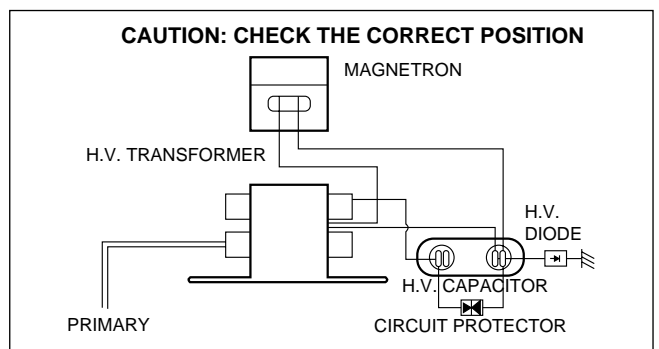 CAUTION: CHECK THE CORRECT POSITION
MAGNETRON
H.V. TRANSFORMER
H.V.
DIODE
H.V. CAPACITOR
PRIMARY
CIRCUIT PROTECTOR